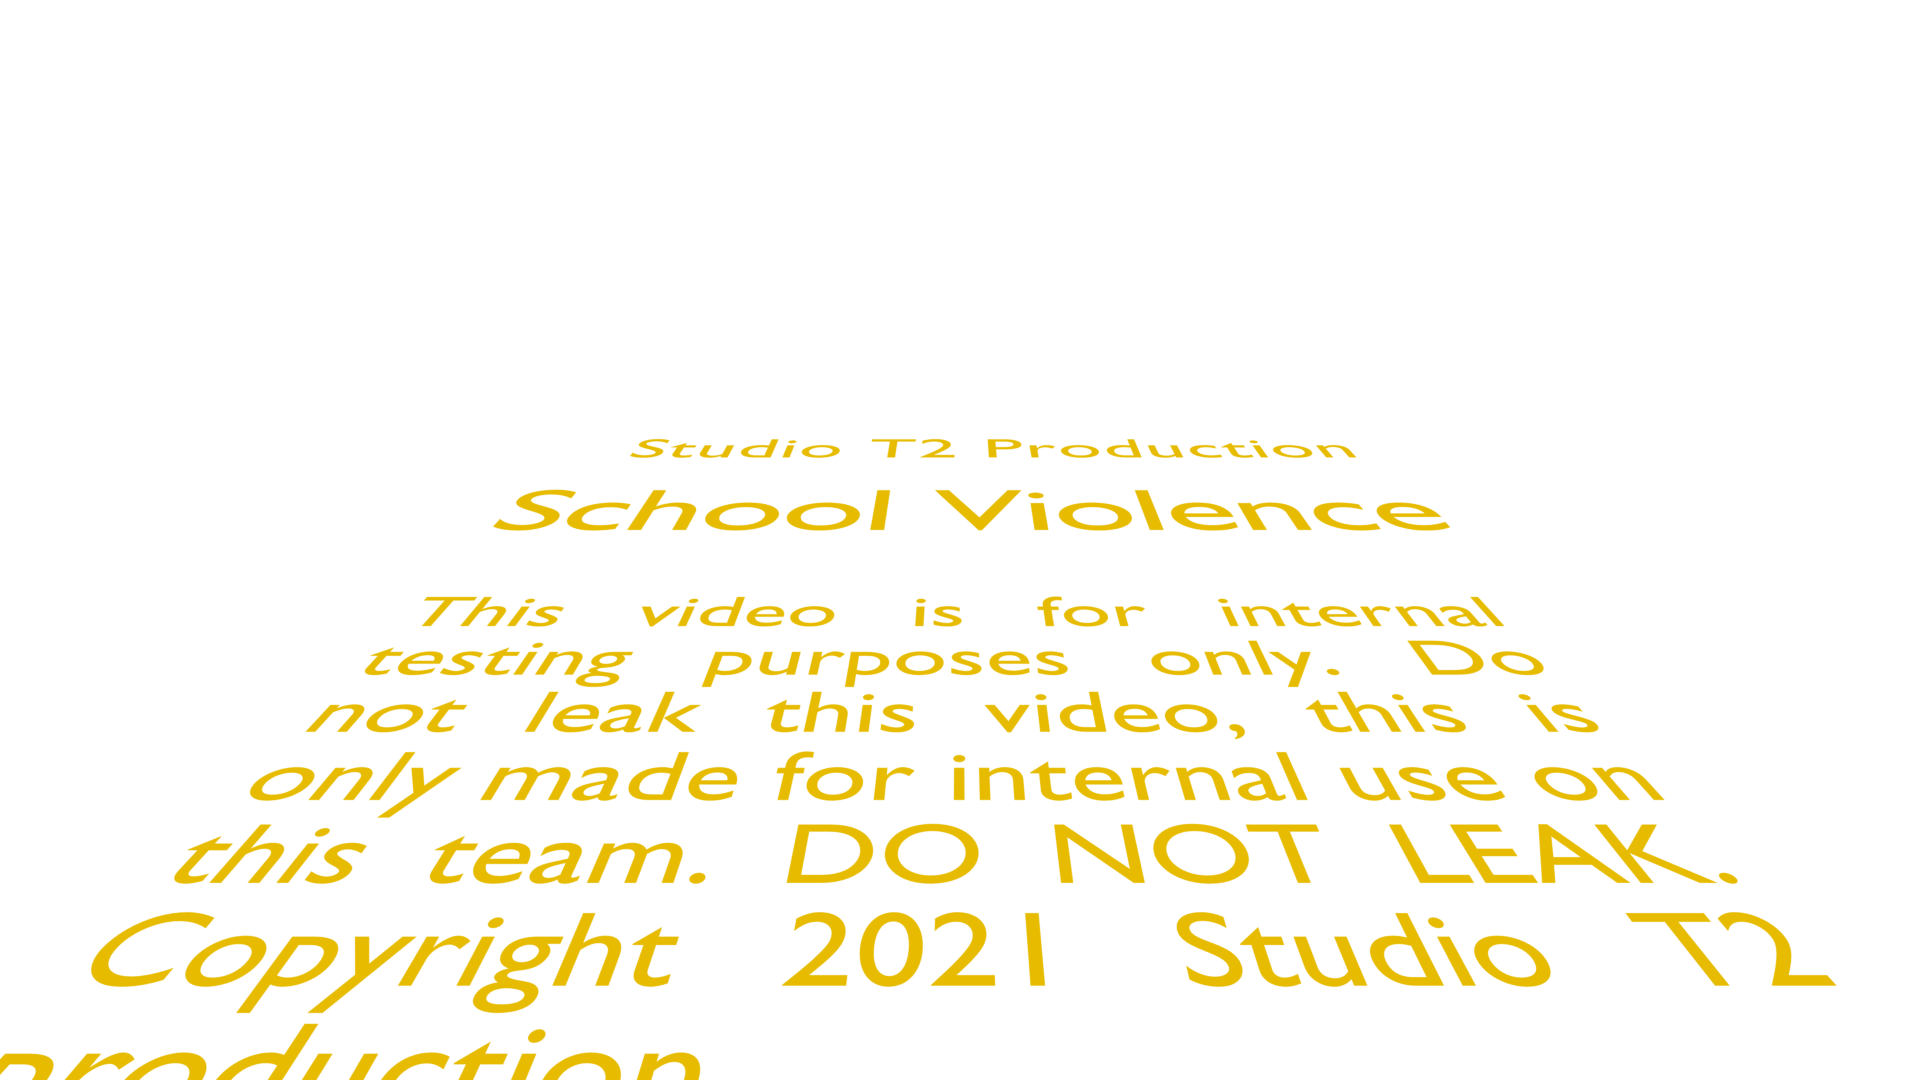 Studio T2 Production
School Violence
This video is for internal
testing purposes only. Do
not leak this video, this is
only made for internal use on
this team. DO NOT LEAK.
Copyright 2021 Studio T2
production